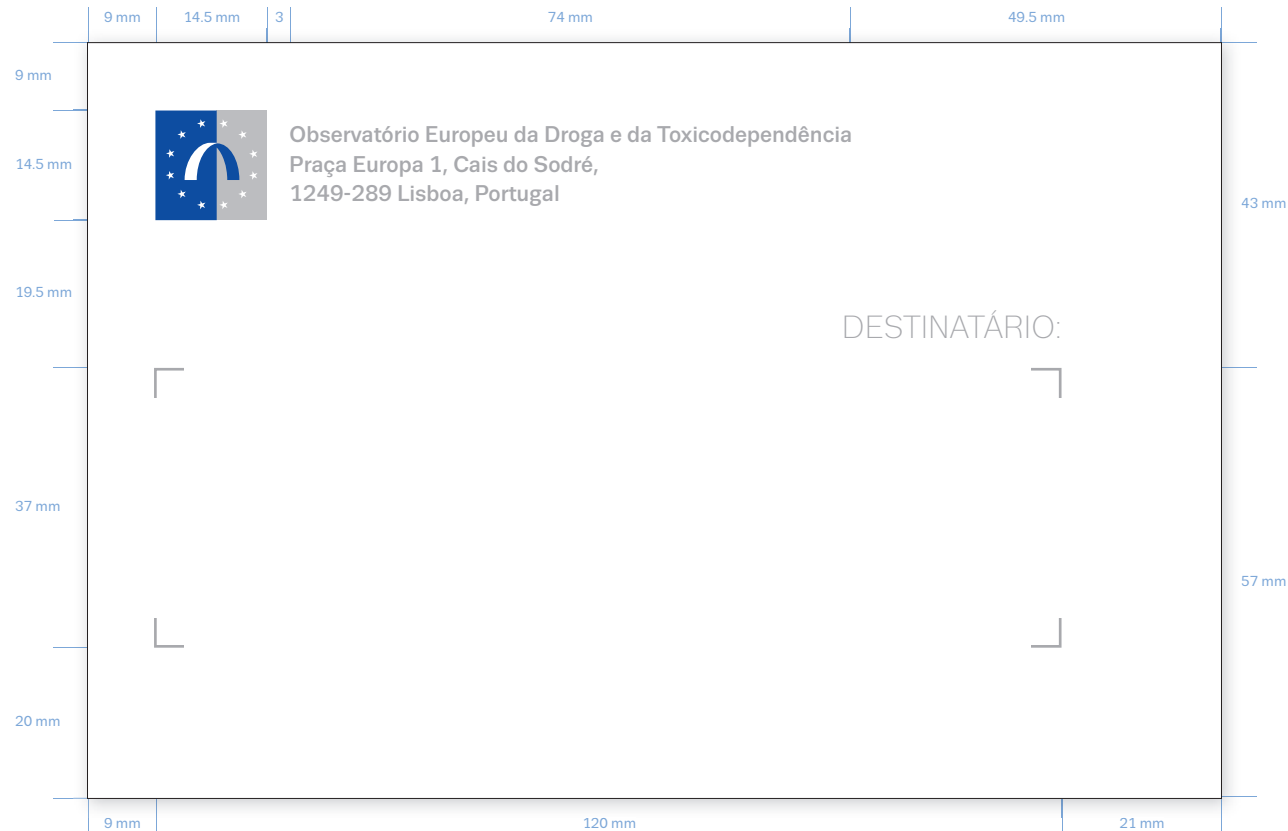 9 mm 14.5 mm 3 74 mm 49.5 mm
9 mm
Observatório Europeu da Droga e da Toxicodependência
14.5 mm
Praça Europa 1, Cais do Sodré,
1249-289 Lisboa, Portugal
43 mm
19.5 mm
DESTINATÁRIO:
37 mm
57 mm
20 mm
9 mm 120 mm 21 mm